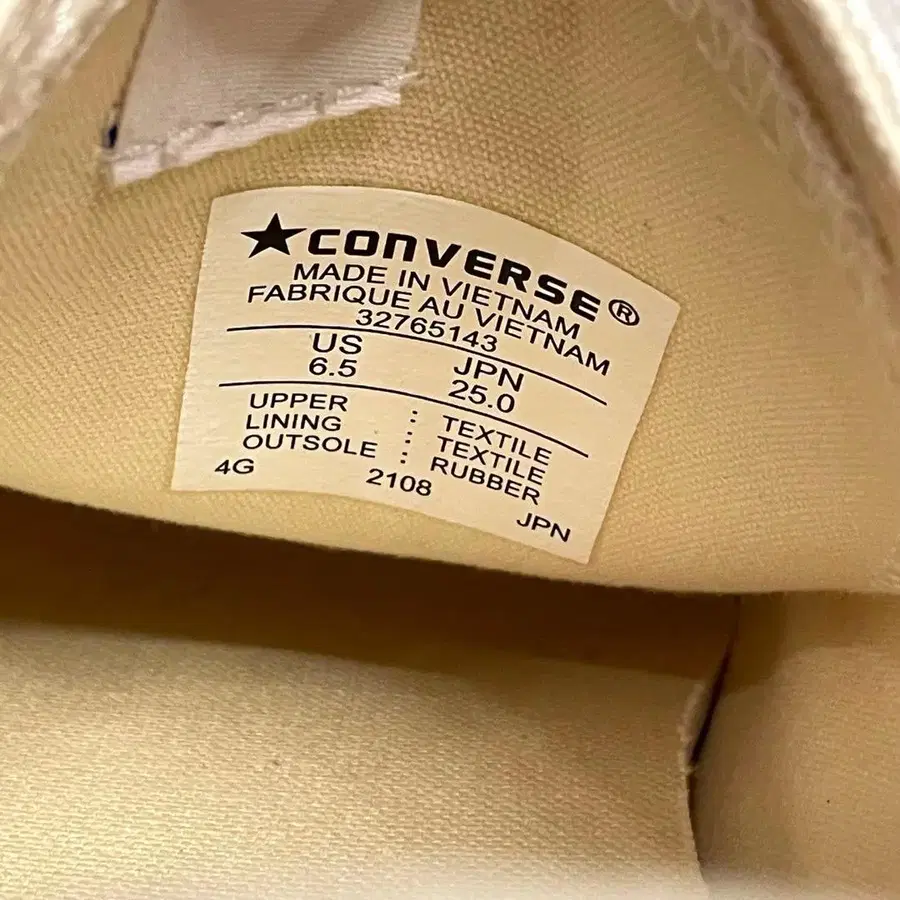 ★CONVERSE®
MADE IN VIETNAM
FABRIQUE AU VIETNAM
32765143
US JPN
6.5 25.0
UPPER : TEXTILE
LINING : TEXTILE
OUTSOLE : RUBBER
4G 2108 JPN